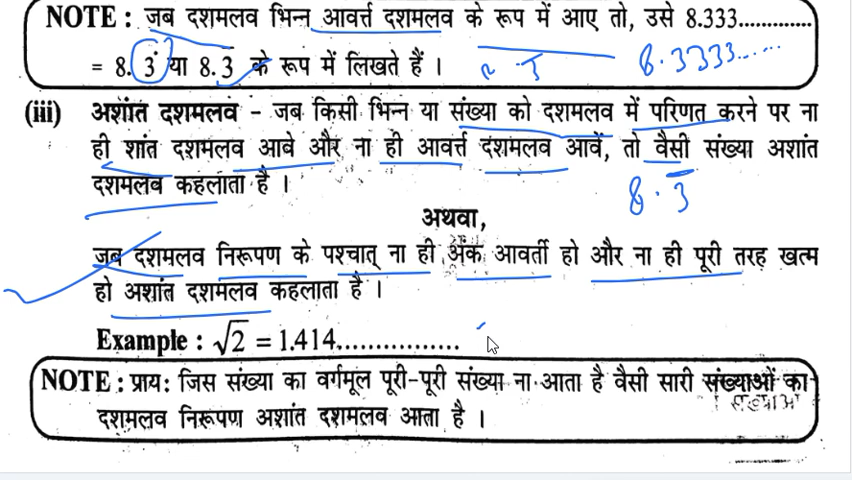 NOTE : जब दशमलव भिन्न आवर्त्त दशमलव के रूप में आए तो, उसे 8.333.............
= 8. 3̇ या 8. 3̅ के रूप में लिखते हैं ।
8.3333......
(iii) अशांत दशमलव - जब किसी भिन्न या संख्या को दशमलव में परिणत करने पर ना
ही शांत दशमलव आबे और ना ही आवर्त्त दशमलव आवें, तो वैसी संख्या अशांत
दशमलव कहलाता है ।
8.3̅
अथवा,
जब दशमलव निरूपण के पश्चात् ना ही अंक आवर्ती हो और ना ही पूरी तरह खत्म
हो अशांत दशमलव कहलाता है ।
Example : √2 = 1.414................
NOTE : प्राय: जिस संख्या का वर्गमूल पूरी-पूरी संख्या ना आता है वैसी सारी संख्याओं का
दशमलव निरूपण अशांत दशमलव आता है ।